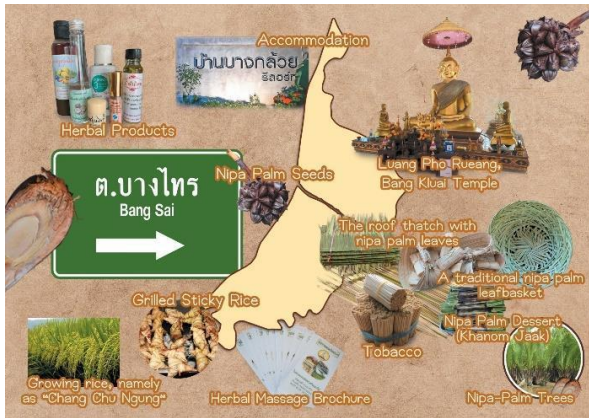 Accommodation
บ้านบางกล้วย
รีสอร์ท
Herbal Products
Luang Pho Rueang,
Bang Kluai Temple
Nipa Palm Seeds
ต.บางไทร
Bang Sai
The roof thatch with
nipa palm leaves
A traditional nipa palm
leafbasket
Grilled Sticky Rice
Nipa Palm Dessert
(Khanom Jaak)
Tobacco
Growing rice, namely
as "Chang Chu Ngung"
Herbal Massage Brochure
Nipa-Palm Trees